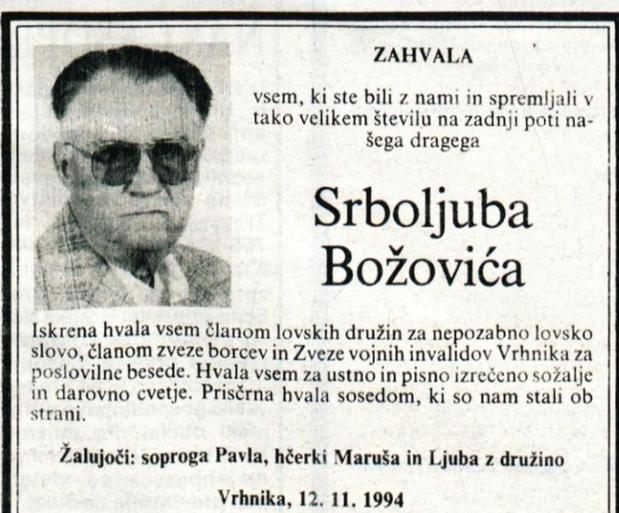 ZAHVALA
vsem, ki ste bili z nami in spremljali v
tako velikem številu na zadnji poti na-
šega dragega
Srboljuba
Božovića
Iskrena hvala vsem članom lovskih družin za nepozabno lovsko
slovo, članom zveze borcev in Zveze vojnih invalidov Vrhnika za
poslovilne besede. Hvala vsem za ustno in pisno izrečeno sožalje
in darovno cvetje. Prisčrna hvala sosedom, ki so nam stali ob
strani.
Žalujoči: soproga Pavla, hčerki Maruša in Ljuba z družino
Vrhnika, 12. 11. 1994